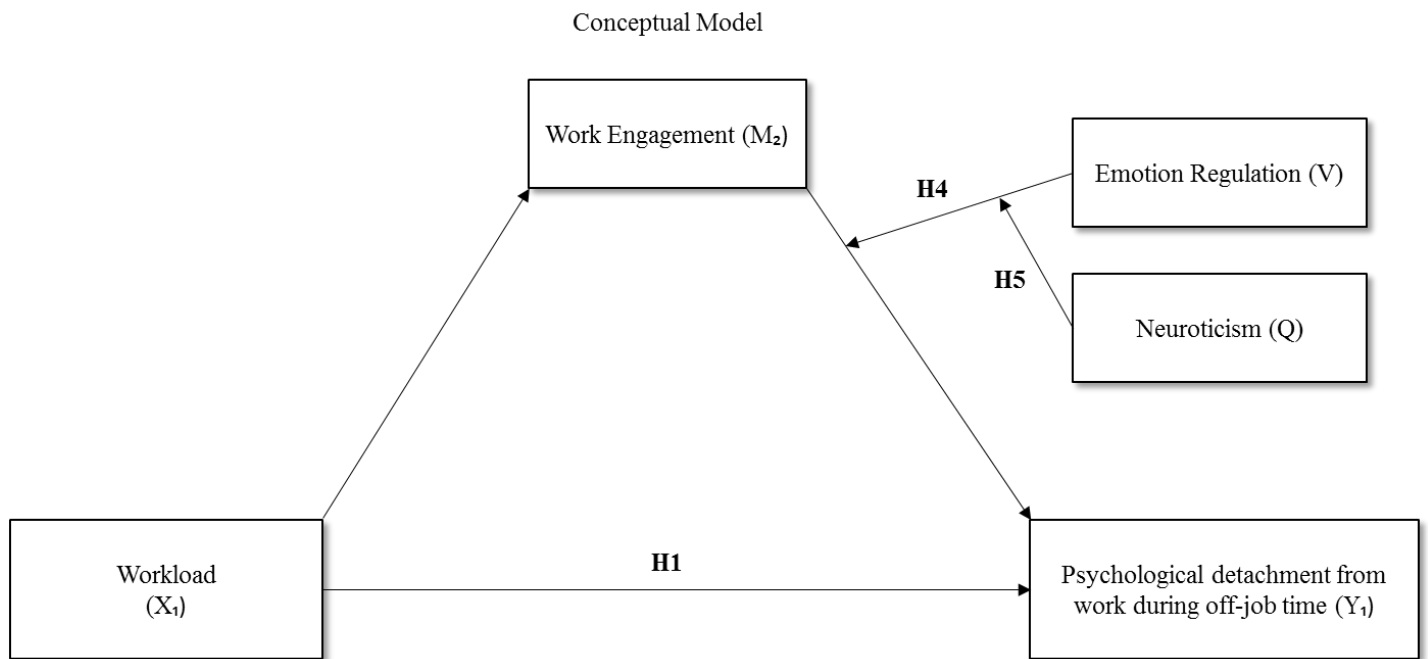 Conceptual Model
Work Engagement (M₂)
Emotion Regulation (V)
H4
H5
Neuroticism (Q)
H1
Workload
(X₁)
Psychological detachment from
work during off-job time (Y₁)